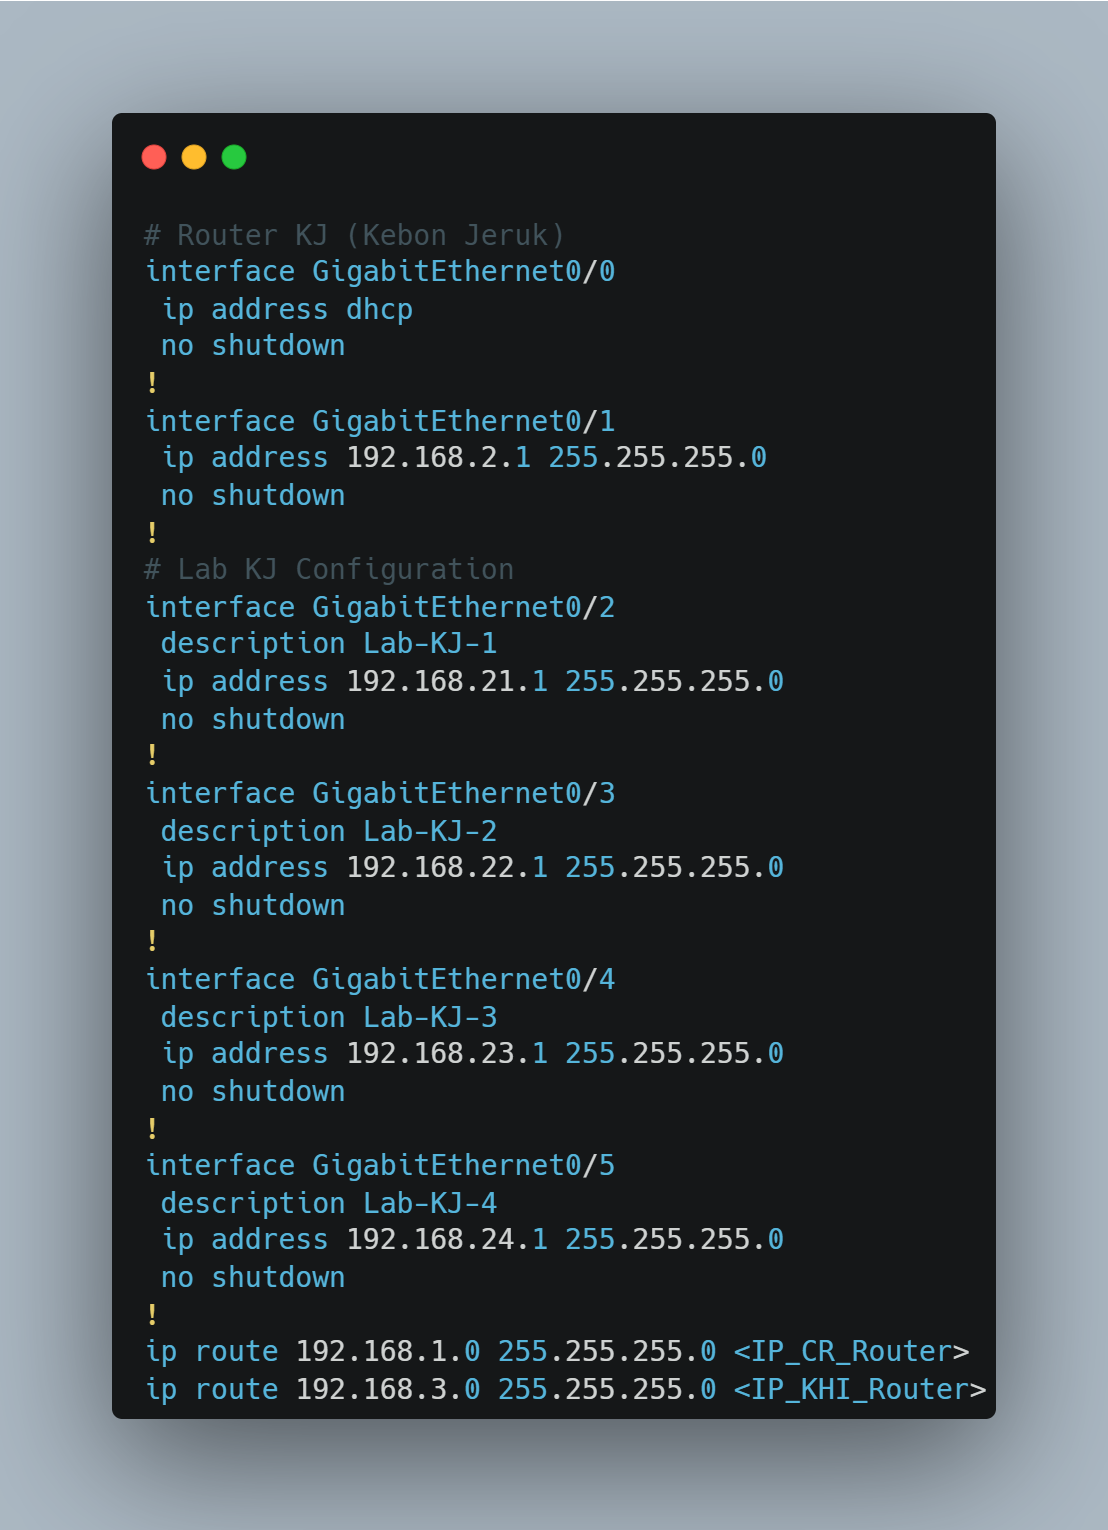 # Router KJ (Kebon Jeruk)
interface GigabitEthernet0/0
 ip address dhcp
 no shutdown
!
interface GigabitEthernet0/1
 ip address 192.168.2.1 255.255.255.0
 no shutdown
!
# Lab KJ Configuration
interface GigabitEthernet0/2
 description Lab-KJ-1
 ip address 192.168.21.1 255.255.255.0
 no shutdown
!
interface GigabitEthernet0/3
 description Lab-KJ-2
 ip address 192.168.22.1 255.255.255.0
 no shutdown
!
interface GigabitEthernet0/4
 description Lab-KJ-3
 ip address 192.168.23.1 255.255.255.0
 no shutdown
!
interface GigabitEthernet0/5
 description Lab-KJ-4
 ip address 192.168.24.1 255.255.255.0
 no shutdown
!
ip route 192.168.1.0 255.255.255.0 <IP_CR_Router>
ip route 192.168.3.0 255.255.255.0 <IP_KHI_Router>